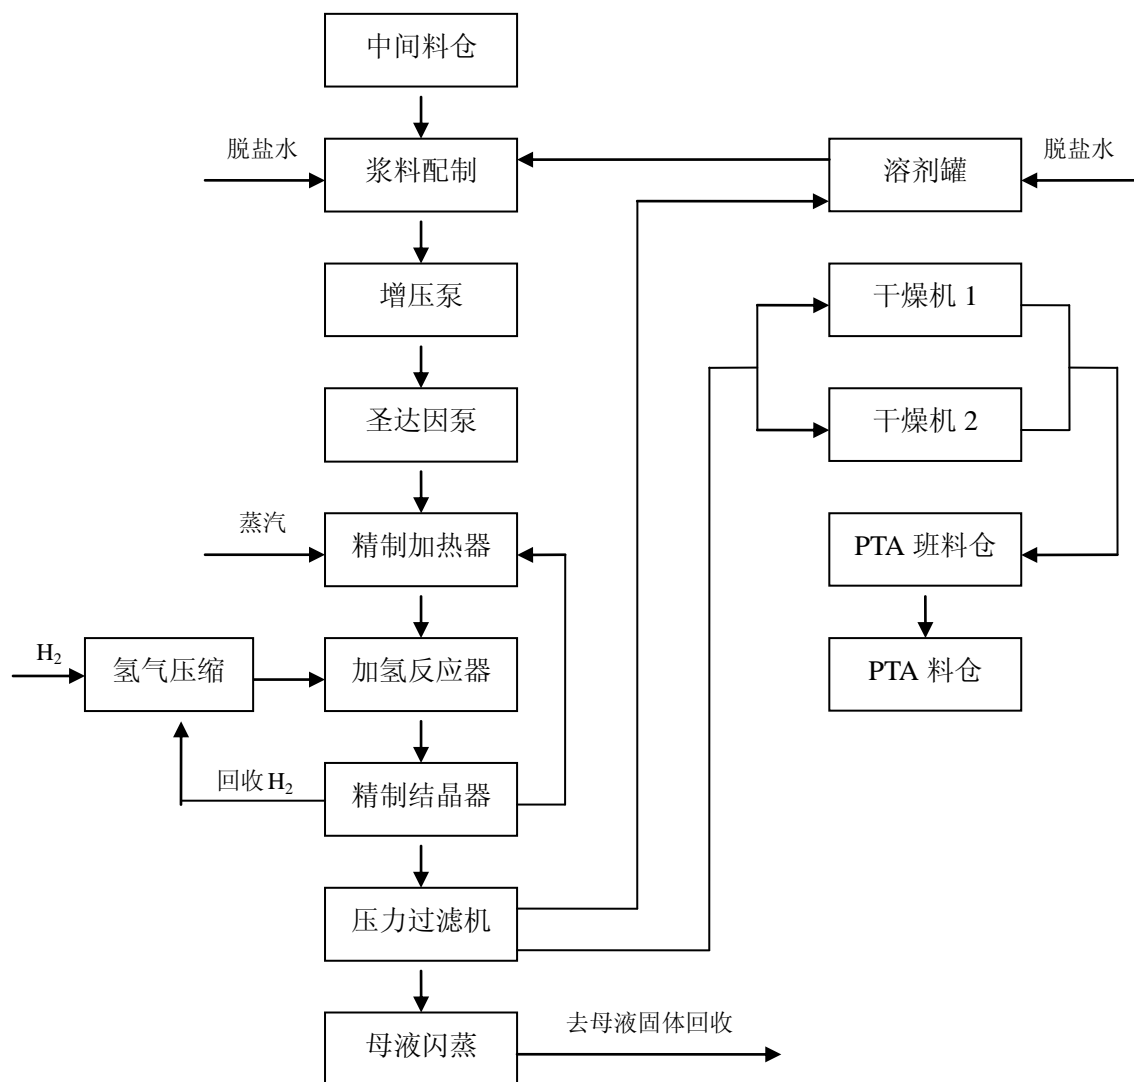 中间料仓
脱盐水
浆料配制
溶剂罐
脱盐水
增压泵
干燥机 1
圣达因泵
干燥机 2
蒸汽
精制加热器
PTA 班料仓
H₂
氢气压缩
加氢反应器
PTA 料仓
回收 H₂
精制结晶器
压力过滤机
母液闪蒸
去母液固体回收